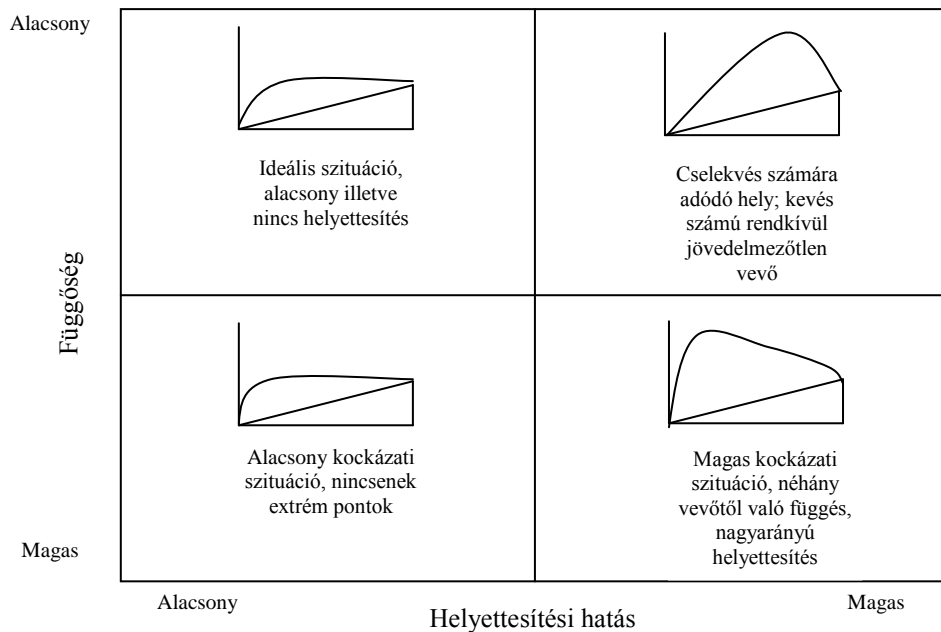 Alacsony
Ideális szituáció,
alacsony illetve
nincs helyettesítés
Cselekvés számára
adódó hely; kevés
számú rendkívül
jövedelmezőtlen
vevő
Függőség
Alacsony kockázati
szituáció, nincsenek
extrém pontok
Magas kockázati
szituáció, néhány
vevőtől való függés,
nagyarányú
helyettesítés
Magas
Alacsony
Helyettesítési hatás
Magas